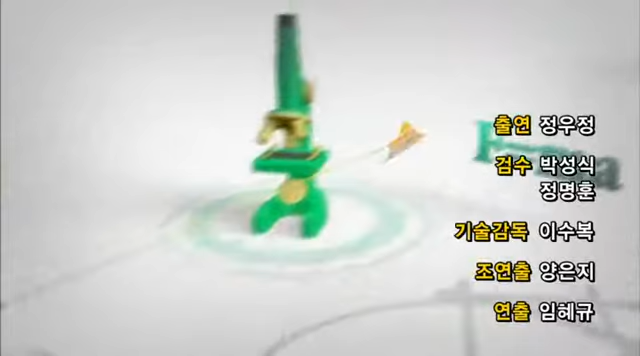 출연 정우정
검수 박성식
정명훈
기술감독 이수복
조연출 양은지
연출 임혜규